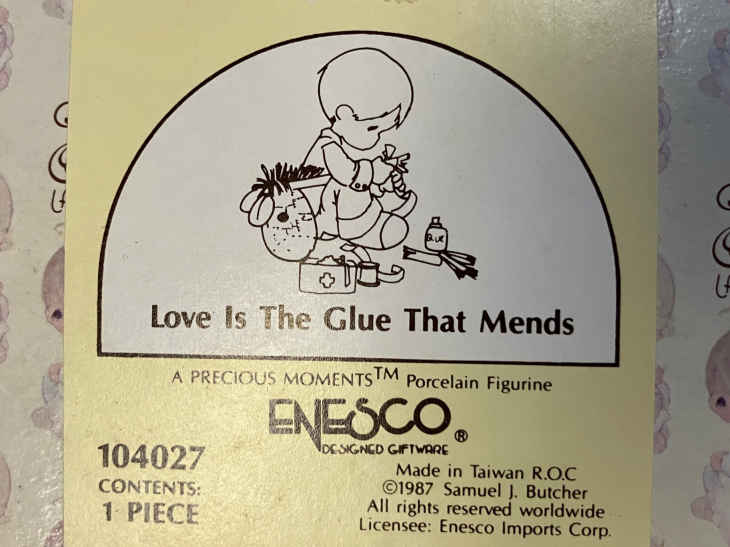 GLUE
Love Is The Glue That Mends
A PRECIOUS MOMENTS™ Porcelain Figurine
ENESCO®
DESIGNED GIFTWARE
104027
CONTENTS:
1 PIECE
Made in Taiwan R.O.C
©1987 Samuel J. Butcher
All rights reserved worldwide
Licensee: Enesco Imports Corp.